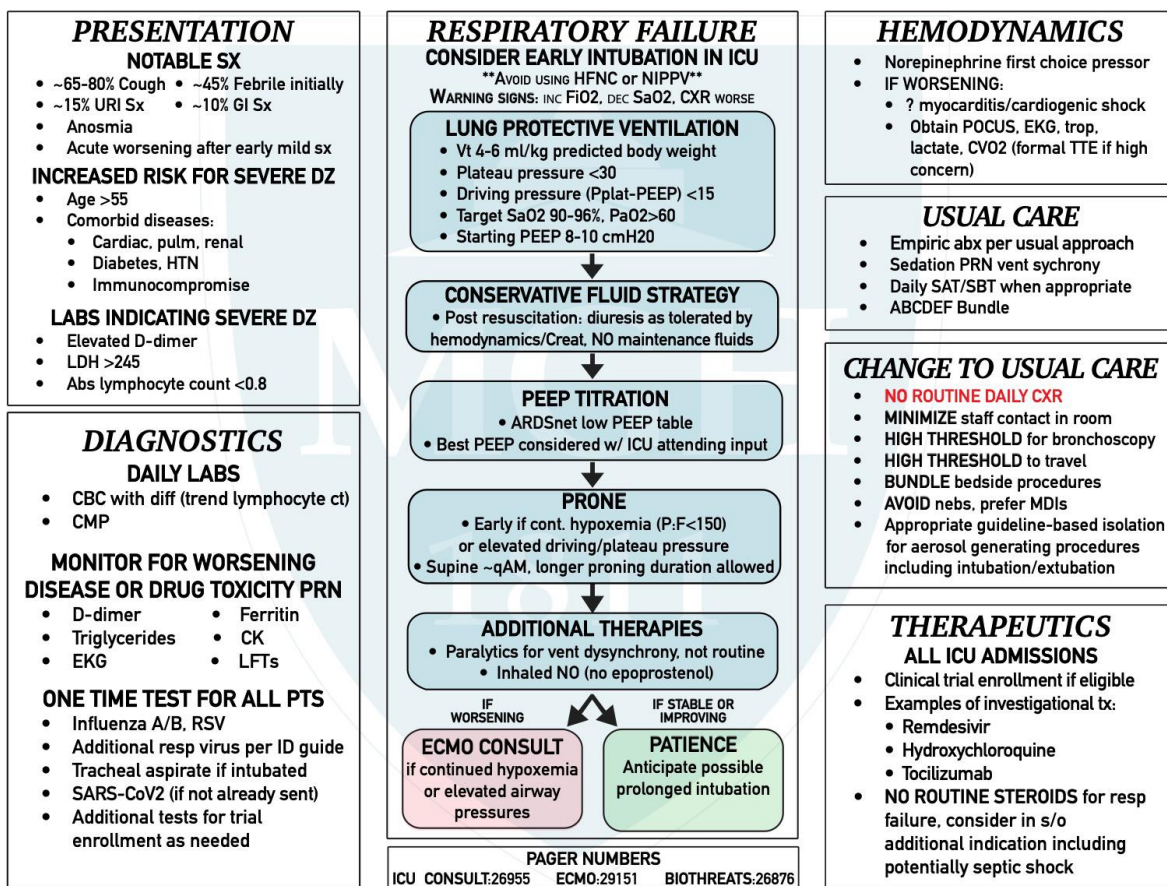 PRESENTATION
NOTABLE SX
• ~65-80% Cough • ~45% Febrile initially
• ~15% URI Sx • ~10% GI Sx
• Anosmia
• Acute worsening after early mild sx
INCREASED RISK FOR SEVERE DZ
• Age >55
• Comorbid diseases:
• Cardiac, pulm, renal
• Diabetes, HTN
• Immunocompromise
LABS INDICATING SEVERE DZ
• Elevated D-dimer
• LDH >245
• Abs lymphocyte count <0.8
DIAGNOSTICS
DAILY LABS
• CBC with diff (trend lymphocyte ct)
• CMP
MONITOR FOR WORSENING
DISEASE OR DRUG TOXICITY PRN
• D-dimer • Ferritin
• Triglycerides • CK
• EKG • LFTs
ONE TIME TEST FOR ALL PTS
• Influenza A/B, RSV
• Additional resp virus per ID guide
• Tracheal aspirate if intubated
• SARS-CoV2 (if not already sent)
• Additional tests for trial
enrollment as needed
RESPIRATORY FAILURE
CONSIDER EARLY INTUBATION IN ICU
**AVOID USING HFNC OR NIPPV**
WARNING SIGNS: INC FiO2, DEC SaO2, CXR WORSE
LUNG PROTECTIVE VENTILATION
• Vt 4-6 ml/kg predicted body weight
• Plateau pressure <30
• Driving pressure (Pplat-PEEP) <15
• Target SaO2 90-96%, PaO2>60
• Starting PEEP 8-10 cmH20
CONSERVATIVE FLUID STRATEGY
• Post resuscitation: diuresis as tolerated by
hemodynamics/Creat, NO maintenance fluids
PEEP TITRATION
• ARDSnet low PEEP table
• Best PEEP considered w/ ICU attending input
PRONE
• Early if cont. hypoxemia (P:F<150)
or elevated driving/plateau pressure
• Supine ~qAM, longer proning duration allowed
ADDITIONAL THERAPIES
• Paralytics for vent dysynchrony, not routine
• Inhaled NO (no epoprostenol)
IF
WORSENING
IF STABLE OR
IMPROVING
ECMO CONSULT
if continued hypoxemia
or elevated airway
pressures
PATIENCE
Anticipate possible
prolonged intubation
PAGER NUMBERS
ICU CONSULT:26955 ECMO:29151 BIOTHREATS:26876
HEMODYNAMICS
• Norepinephrine first choice pressor
• IF WORSENING:
• ? myocarditis/cardiogenic shock
• Obtain POCUS, EKG, trop,
lactate, CVO2 (formal TTE if high
concern)
USUAL CARE
• Empiric abx per usual approach
• Sedation PRN vent sychrony
• Daily SAT/SBT when appropriate
• ABCDEF Bundle
CHANGE TO USUAL CARE
• NO ROUTINE DAILY CXR
• MINIMIZE staff contact in room
• HIGH THRESHOLD for bronchoscopy
• HIGH THRESHOLD to travel
• BUNDLE bedside procedures
• AVOID nebs, prefer MDIs
• Appropriate guideline-based isolation
for aerosol generating procedures
including intubation/extubation
THERAPEUTICS
ALL ICU ADMISSIONS
• Clinical trial enrollment if eligible
• Examples of investigational tx:
• Remdesivir
• Hydroxychloroquine
• Tocilizumab
• NO ROUTINE STEROIDS for resp
failure, consider in s/o
additional indication including
potentially septic shock
MGH
1811